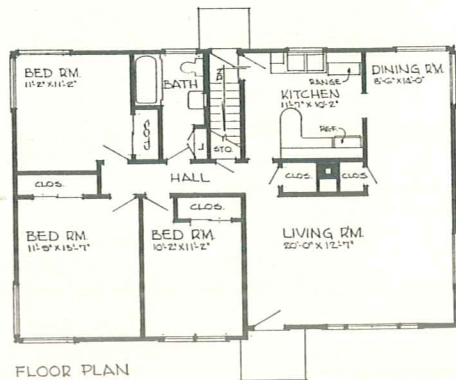 BED RM.
11'-2" X 11'-2"
BATH
DN
RANGE
KITCHEN
11'-7" X 10'-2"
REF.
DINING RM.
8'-6" X 14'-0"
CLOS.
L
STO.
HALL
CLOS.
CLOS.
CLOS.
CLOS.
BED RM.
11'-5" X 13'-7"
BED RM.
10'-2" X 11'-2"
LIVING RM.
20'-0" X 12'-7"
FLOOR PLAN